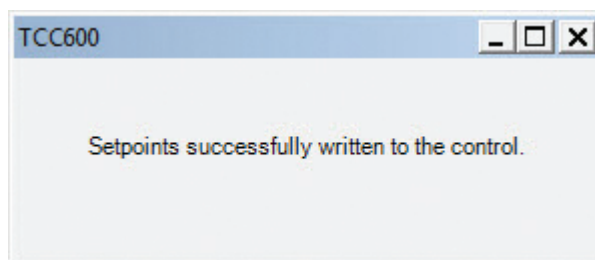 TCC600
Setpoints successfully written to the control.